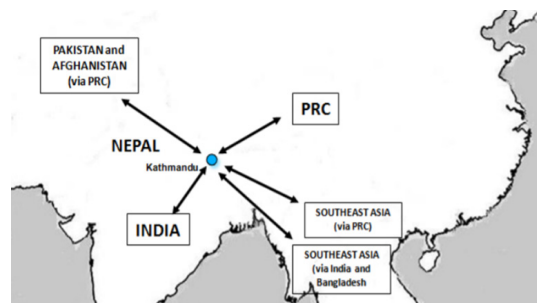 PAKISTAN and
AFGHANISTAN
(via PRC)
PRC
NEPAL
Kathmandu
INDIA
SOUTHEAST ASIA
(via PRC)
SOUTHEAST ASIA
(via India and
Bangladesh